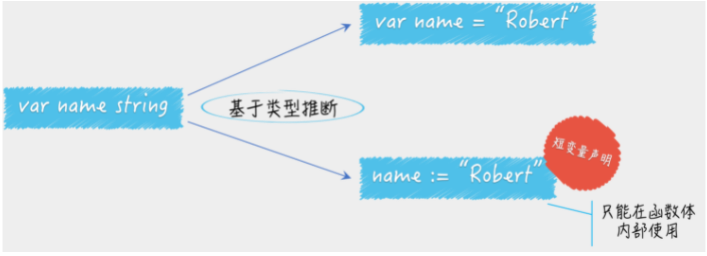 var name = “Robert”
var name string
基于类型推断
短变量声明
name := “Robert”
只能在函数体
内部使用